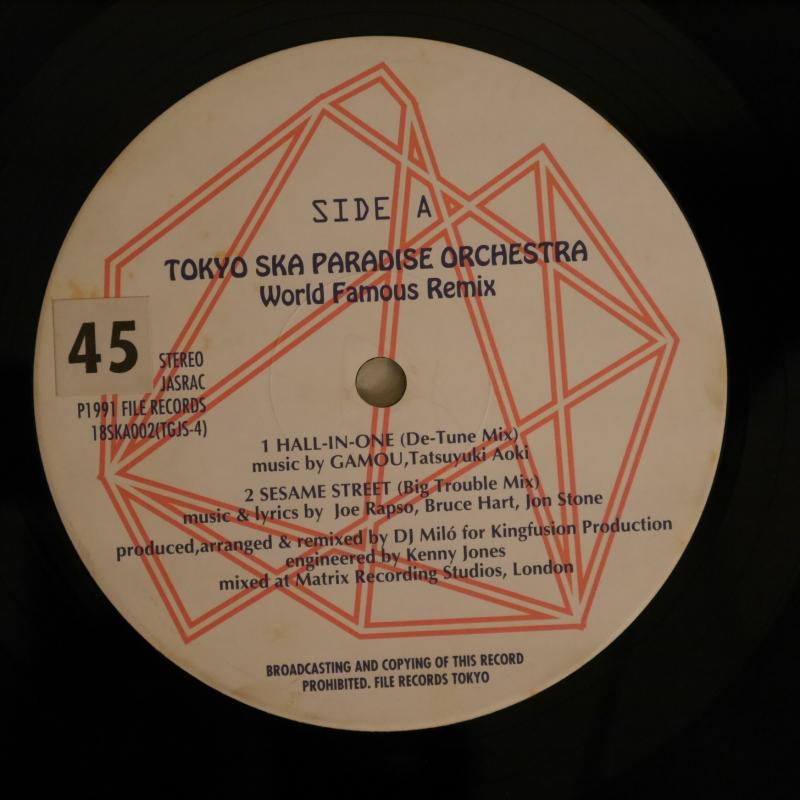 SIDE A
TOKYO SKA PARADISE ORCHESTRA
World Famous Remix
45
STEREO
JASRAC
P1991 FILE RECORDS
18SKA002(TGJS-4)
1 HALL-IN-ONE (De-Tune Mix)
music by GAMOU,Tatsuyuki Aoki
2 SESAME STREET (Big Trouble Mix)
music & lyrics by Joe Rapso, Bruce Hart, Jon Stone
produced,arranged & remixed by DJ Miló for Kingfusion Production
engineered by Kenny Jones
mixed at Matrix Recording Studios, London
BROADCASTING AND COPYING OF THIS RECORD
PROHIBITED. FILE RECORDS TOKYO